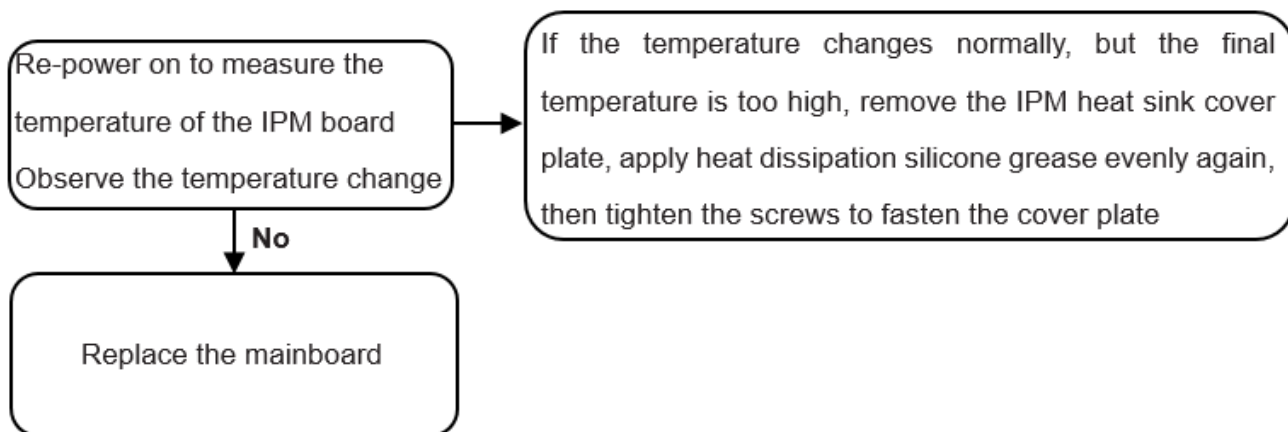 Re-power on to measure the
temperature of the IPM board
Observe the temperature change
If the temperature changes normally, but the final
temperature is too high, remove the IPM heat sink cover
plate, apply heat dissipation silicone grease evenly again,
then tighten the screws to fasten the cover plate
No
Replace the mainboard